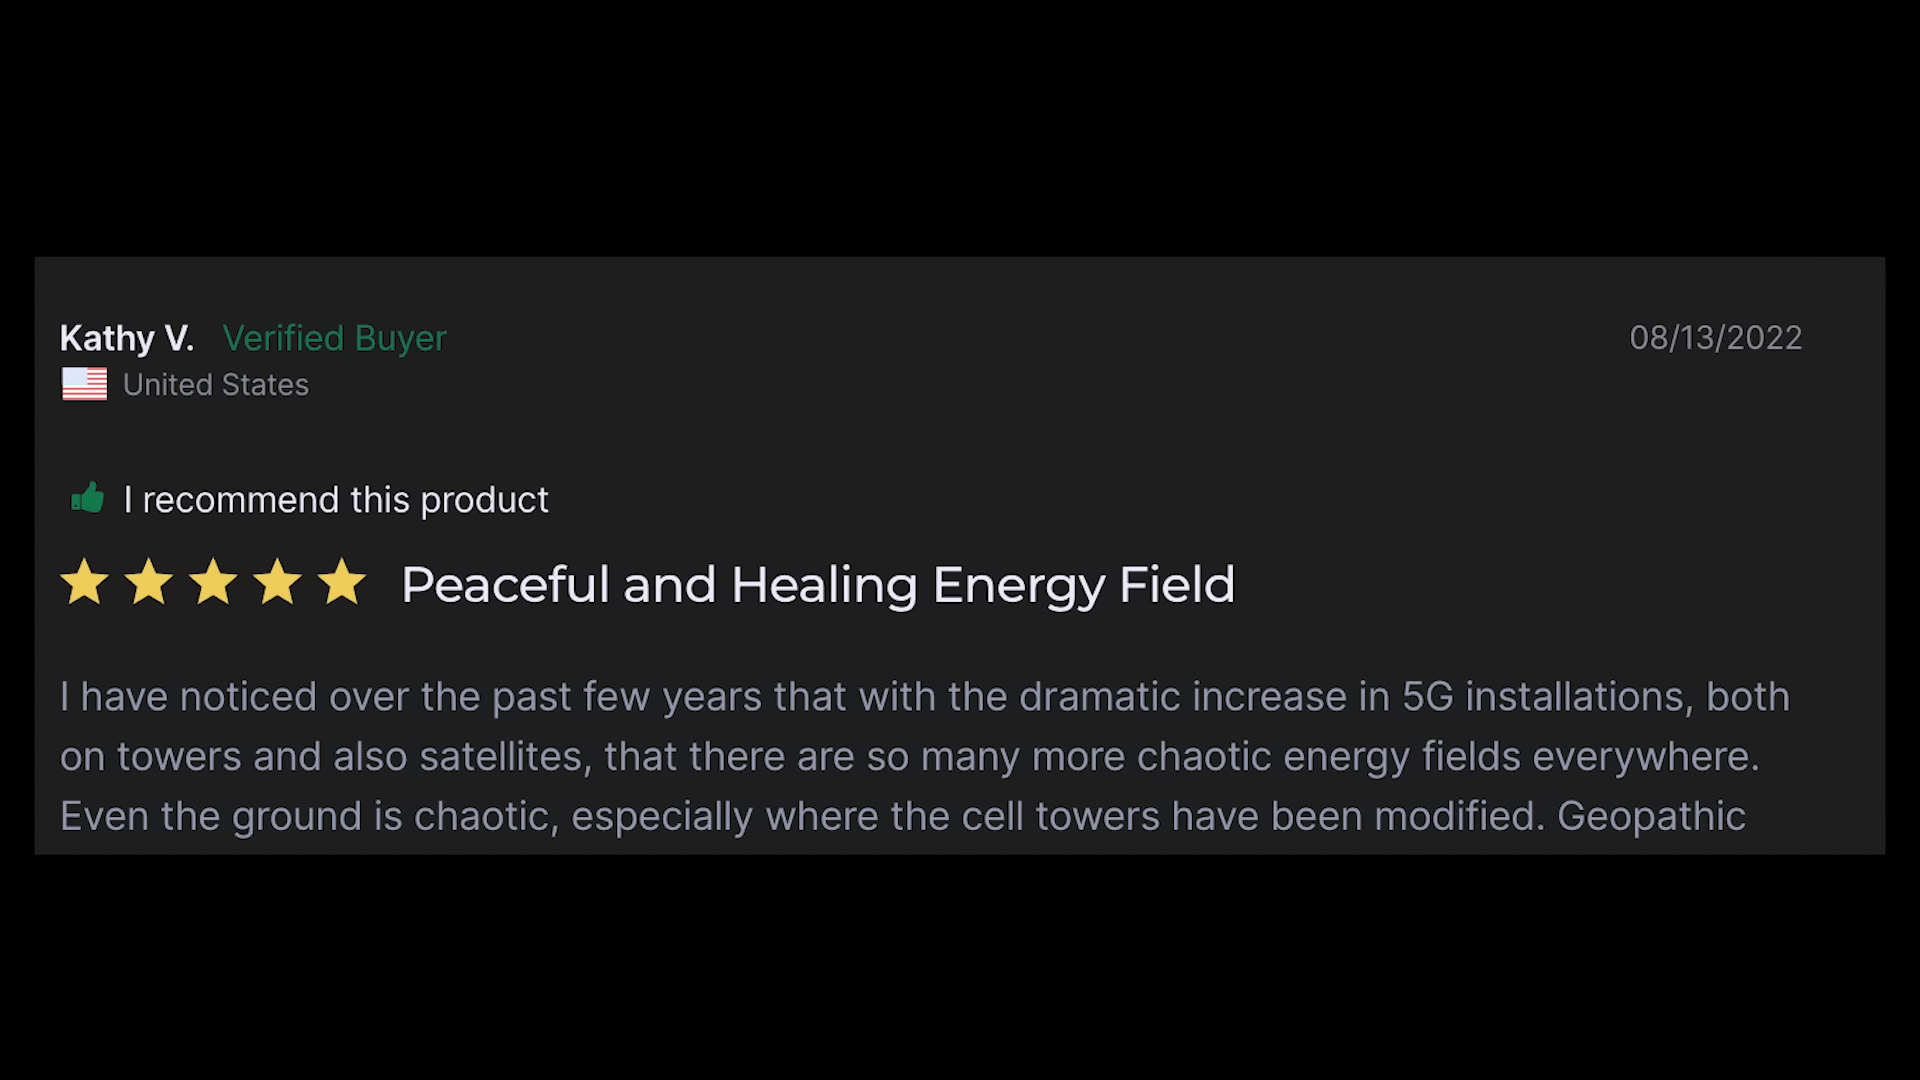 Kathy V. Verified Buyer 08/13/2022
United States
I recommend this product
Peaceful and Healing Energy Field
I have noticed over the past few years that with the dramatic increase in 5G installations, both
on towers and also satellites, that there are so many more chaotic energy fields everywhere.
Even the ground is chaotic, especially where the cell towers have been modified. Geopathic